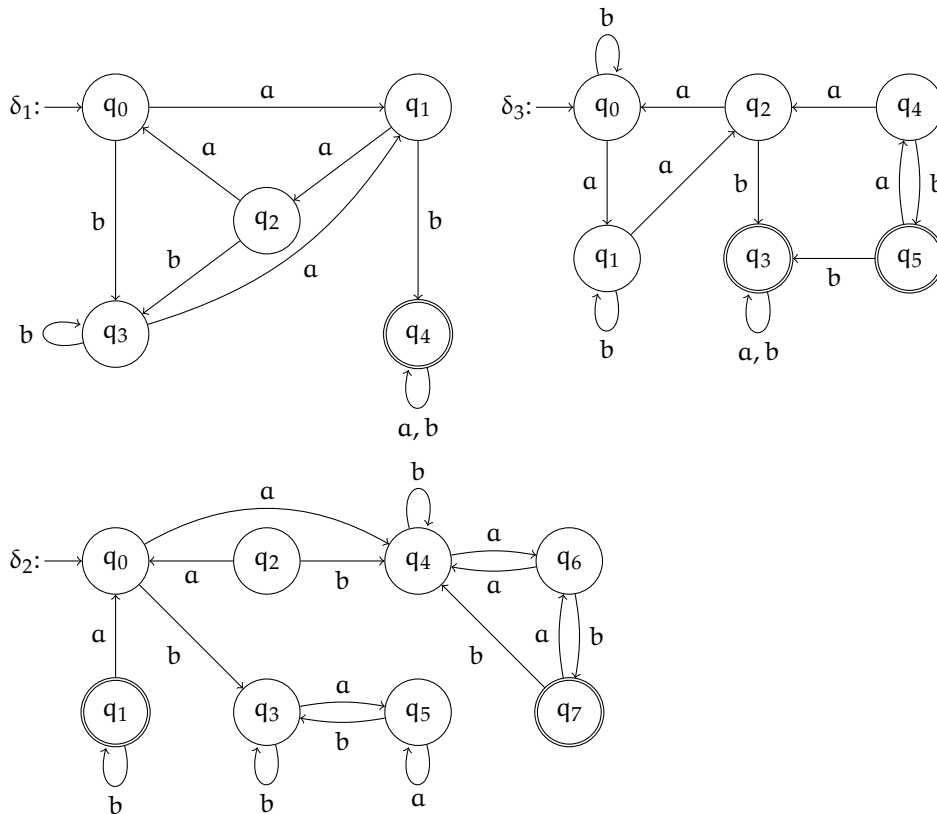 b b
δ₁: q₀ a q₁ δ₃: q₀ a q₂ a q₄
a a a a b a b
b q₂ b
b a q₁ q₃ b q₅
b q₃ q₄ b a, b
a, b
b
a
δ₂: q₀ a q₂ b q₄ a a q₆
a b b a b
q₁ q₃ a b q₅ q₇
b b a